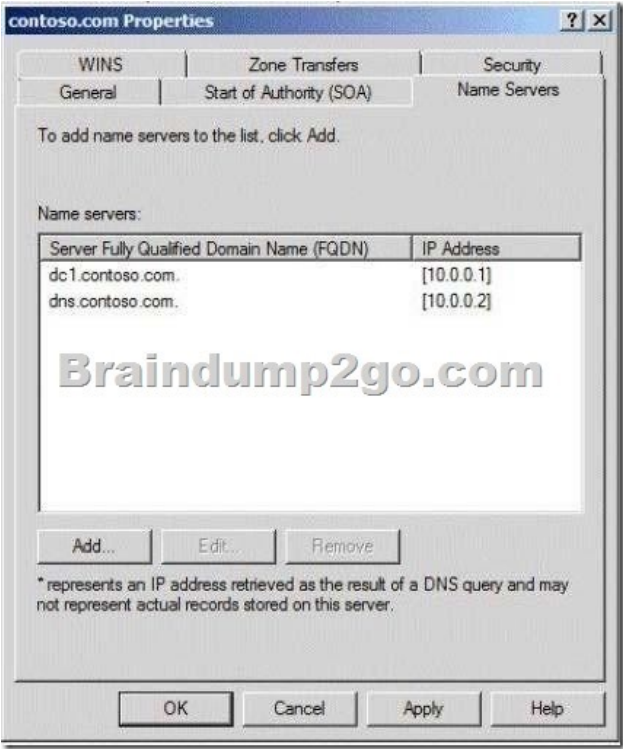 contoso.com Properties
? ×
WINS
Zone Transfers
Security
General
Start of Authority (SOA)
Name Servers
To add name servers to the list, click Add.
Name servers:
Server Fully Qualified Domain Name (FQDN)
IP Address
dc1.contoso.com.
[10.0.0.1]
dns.contoso.com.
[10.0.0.2]
Braindump2go.com
Add...
Edit...
Remove
* represents an IP address retrieved as the result of a DNS query and may
not represent actual records stored on this server.
OK
Cancel
Apply
Help